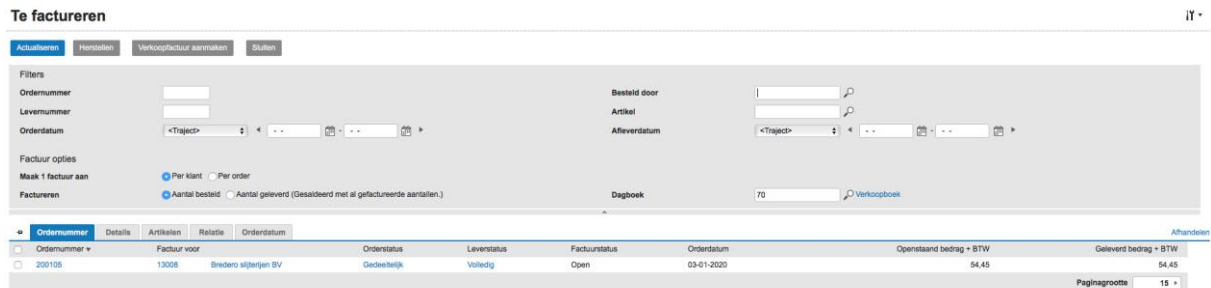 Te factureren
Actualiseren Herstellen Verkoopfactuur aanmaken Sluiten
Filters
Ordernummer Besteld door
Levernummer Artikel
Orderdatum <Traject> - - - - - Afleverdatum <Traject> - - - - -
Factuur opties
Maak 1 factuur aan Per klant Per order
Factureren Aantal besteld Aantal geleverd (Gesaldeerd met al gefactureerde aantallen.) Dagboek 70 Verkoopboek
Ordernummer Details Artikelen Relatie Orderdatum Afhandelen
Ordernummer Factuur voor Orderstatus Leverstatus Factuurstatus Orderdatum Openstaand bedrag + BTW Geleverd bedrag + BTW
200105 13008 Bredero slijterijen BV Gedeeltelijk Volledig Open 03-01-2020 54,45 54,45
Paginagrootte 15